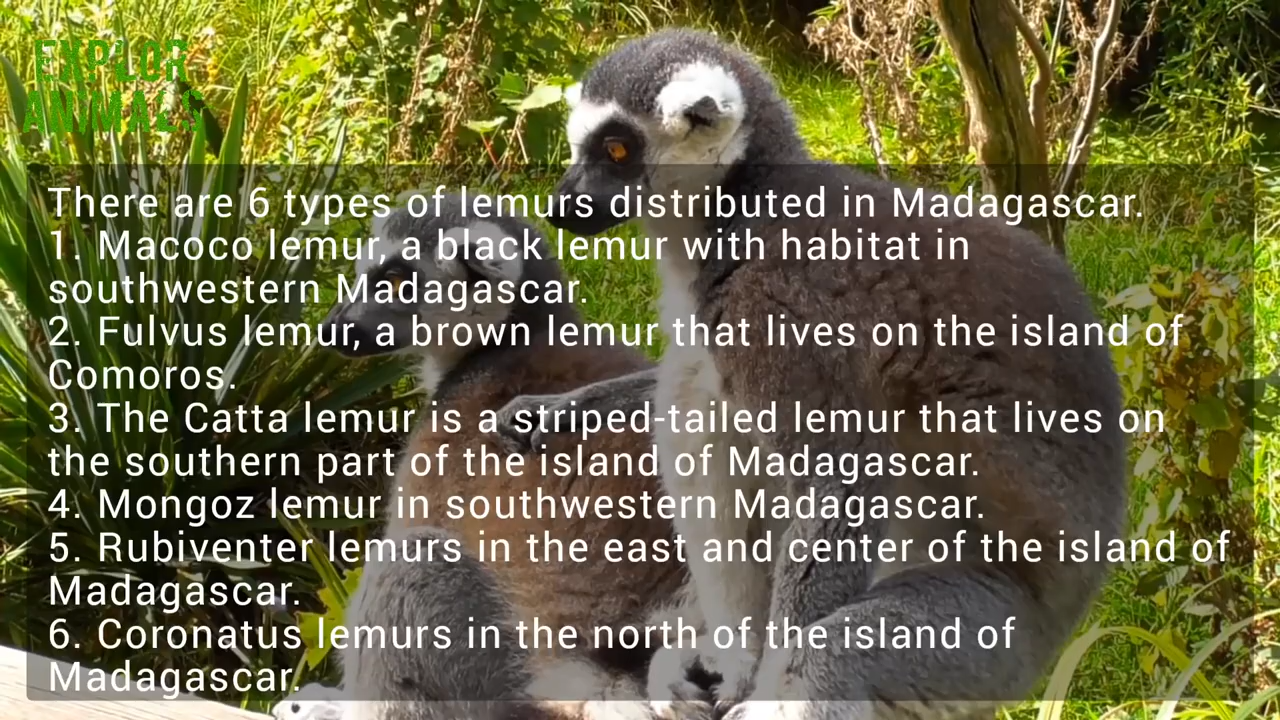 EXPLOR
ANIMALS
There are 6 types of lemurs distributed in Madagascar.
1. Macoco lemur, a black lemur with habitat in
southwestern Madagascar.
2. Fulvus lemur, a brown lemur that lives on the island of
Comoros.
3. The Catta lemur is a striped-tailed lemur that lives on
the southern part of the island of Madagascar.
4. Mongoz lemur in southwestern Madagascar.
5. Rubiventer lemurs in the east and center of the island of
Madagascar.
6. Coronatus lemurs in the north of the island of
Madagascar.